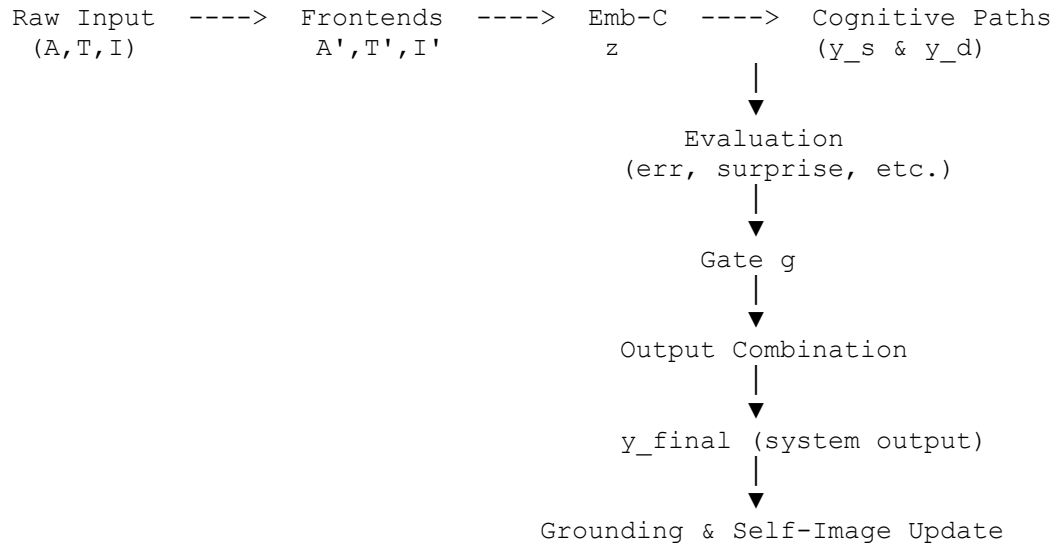 Raw Input ----> Frontends ----> Emb-C ----> Cognitive Paths
(A,T,I) A',T',I' z (y_s & y_d)
│
▼
Evaluation
(err, surprise, etc.)
│
▼
Gate g
│
▼
Output Combination
│
▼
y_final (system output)
│
▼
Grounding & Self-Image Update